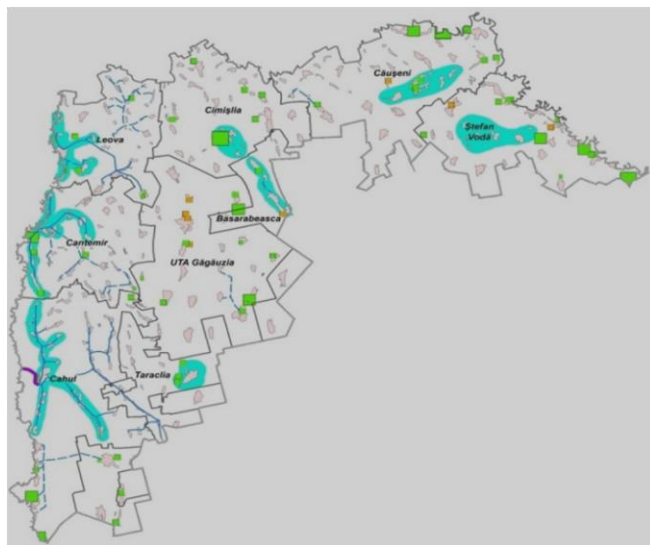 Căușeni
Cimișlia
Ștefan
Vodă
Leova
Basarabeasca
Cantemir
UTA Găgăuzia
Taraclia
Cahul